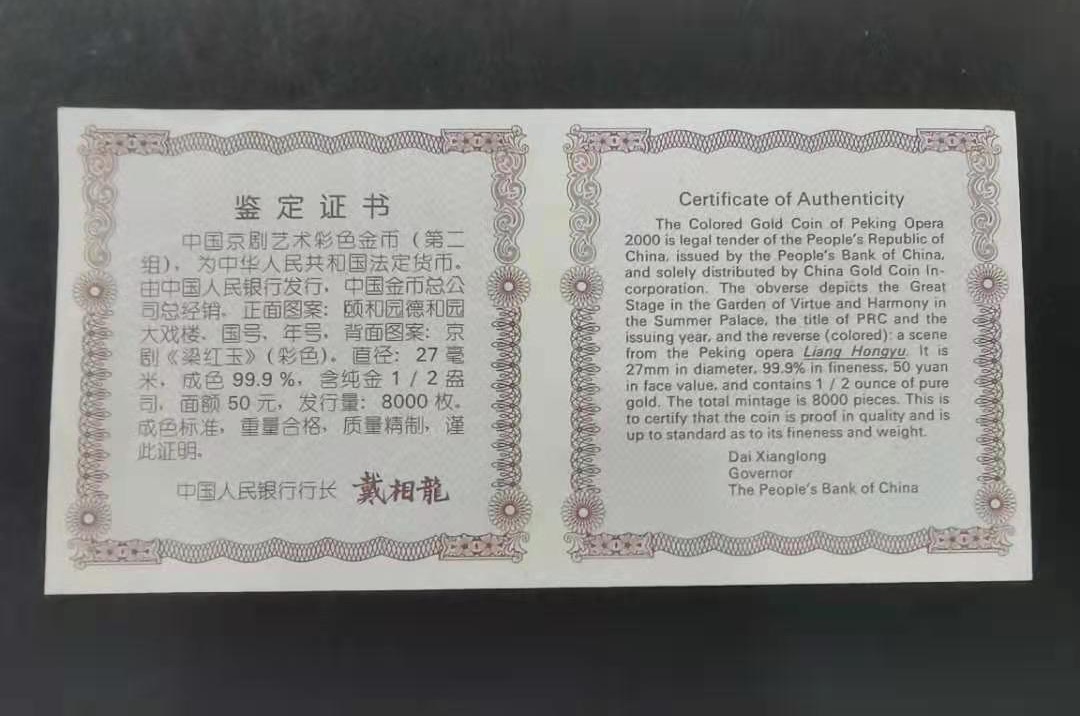 鉴定证书
中国京剧艺术彩色金币（第二
组），为中华人民共和国法定货币。
由中国人民银行发行，中国金币总公
司总经销。正面图案：颐和园德和园
大戏楼、国号、年号，背面图案：京
剧《梁红玉》（彩色）。直径：27毫
米，成色99.9%，含纯金1/2盎
司，面额50元，发行量：8000枚。
成色标准，重量合格，质量精制，谨
此证明。
中国人民银行行长 戴相龍
Certificate of Authenticity
The Colored Gold Coin of Peking Opera
2000 is legal tender of the People's Republic of
China, issued by the People's Bank of China,
and solely distributed by China Gold Coin In-
corporation. The obverse depicts the Great
Stage in the Garden of Virtue and Harmony in
the Summer Palace, the title of PRC and the
issuing year, and the reverse (colored): a scene
from the Peking opera Liang Hongyu. It is
27mm in diameter, 99.9% in fineness, 50 yuan
in face value, and contains 1 / 2 ounce of pure
gold. The total mintage is 8000 pieces. This is
to certify that the coin is proof in quality and is
up to standard as to its fineness and weight.
Dai Xianglong
Governor
The People's Bank of China